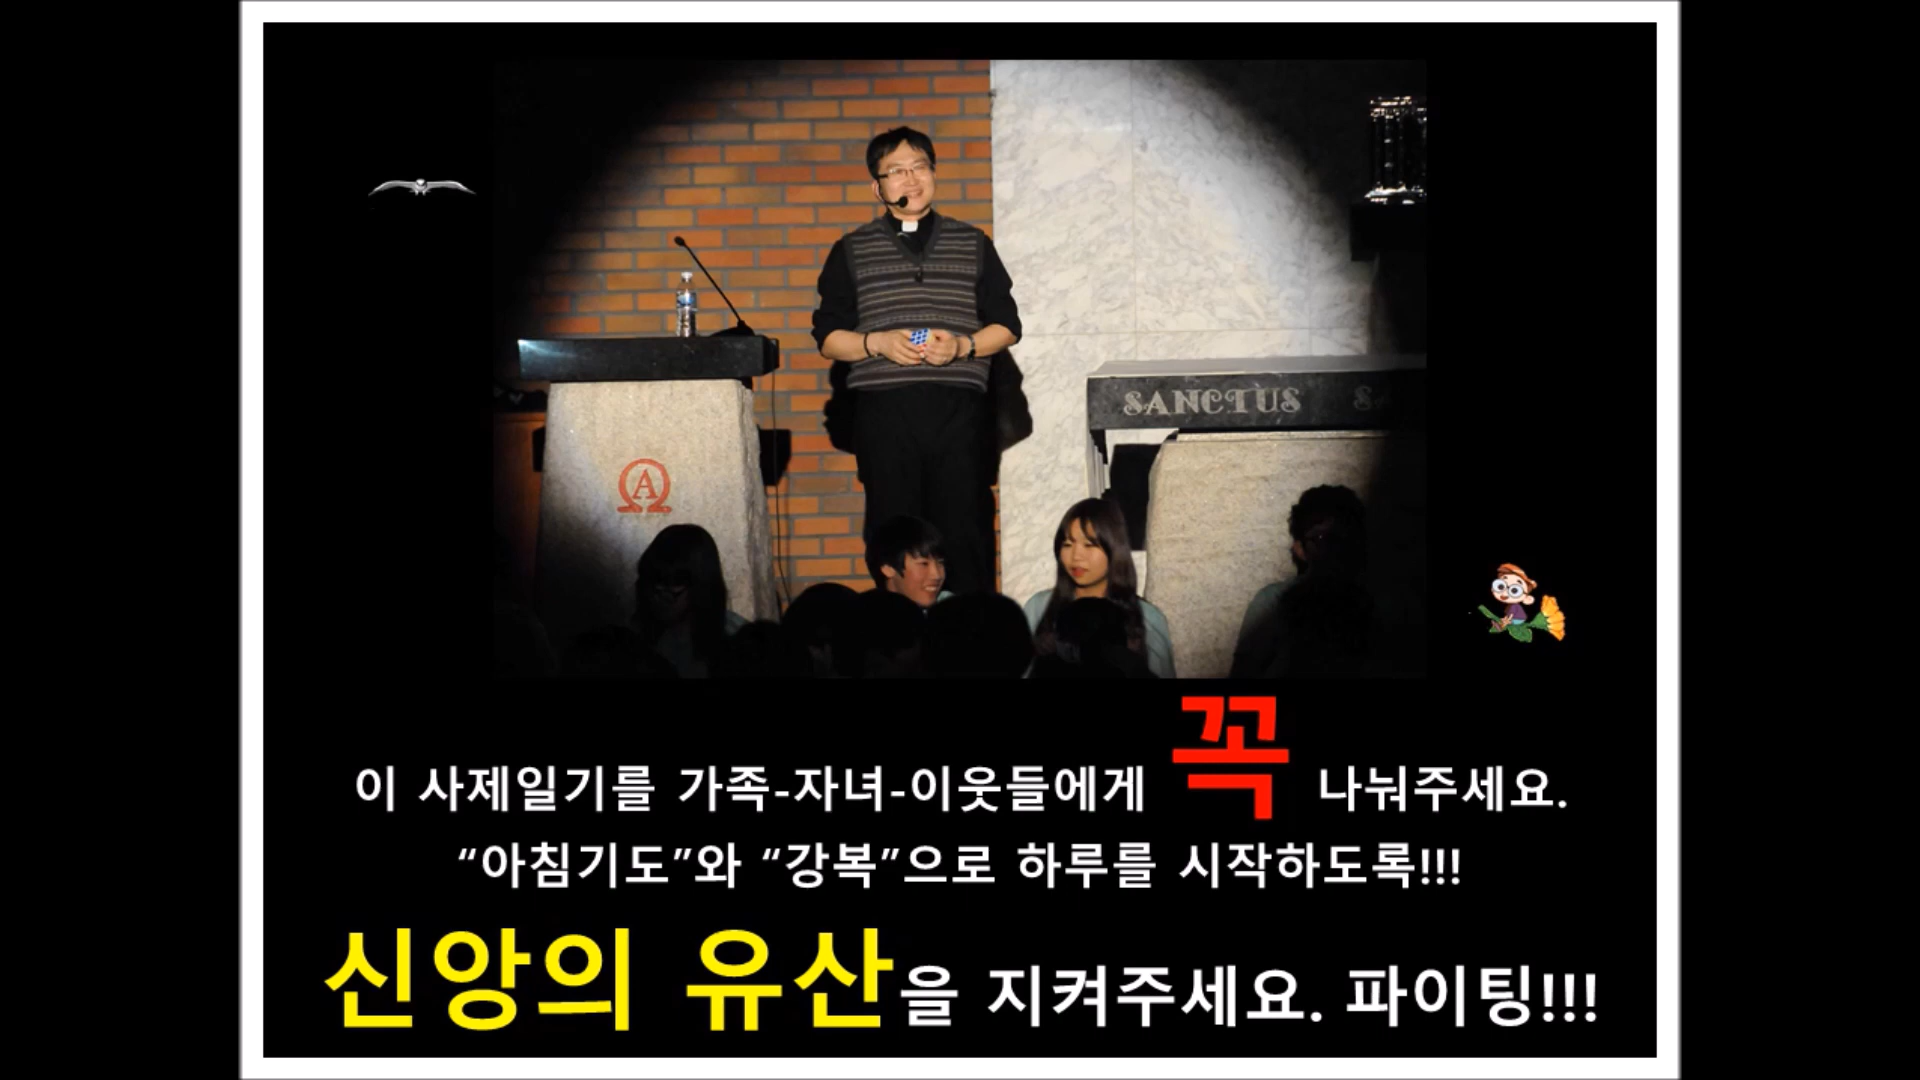 SANCTUS SA
A
이 사제일기를 가족-자녀-이웃들에게 꼭 나눠주세요.
“아침기도”와 “강복”으로 하루를 시작하도록!!!
신앙의 유산을 지켜주세요. 파이팅!!!